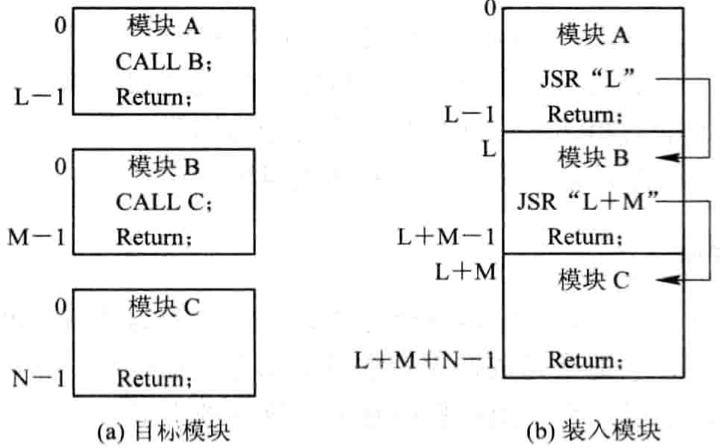 0
模块 A
CALL B；
L－1
Return；
0
模块 B
CALL C；
M－1
Return；
0
模块 C
N－1
Return；
(a) 目标模块
0
模块 A
JSR “L”
L－1
Return；
L
模块 B
JSR “L＋M”
L＋M－1
Return；
L＋M
模块 C
L＋M＋N－1
Return；
(b) 装入模块